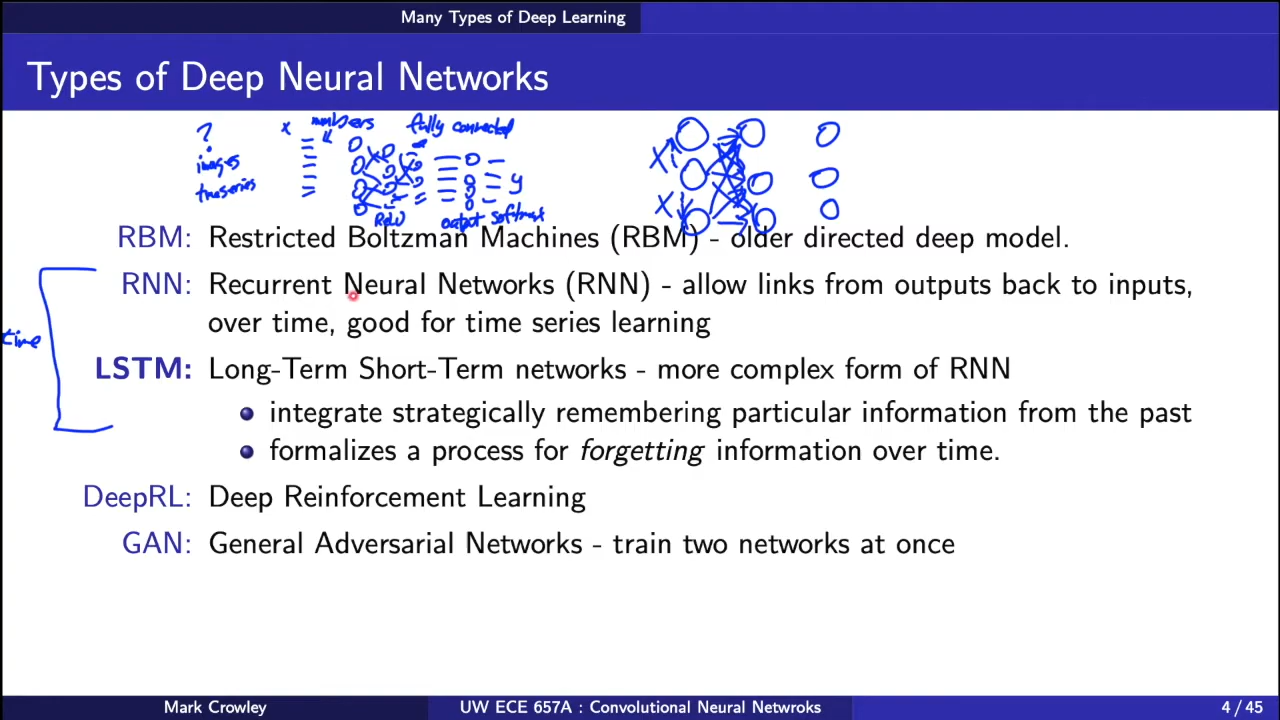 Many Types of Deep Learning
Types of Deep Neural Networks
? x numbers fully connected
images
timeseries
y
ReLU output softmax
x
x
RBM: Restricted Boltzman Machines (RBM) - older directed deep model.
RNN: Recurrent Neural Networks (RNN) - allow links from outputs back to inputs,
over time, good for time series learning
time
LSTM: Long-Term Short-Term networks - more complex form of RNN
integrate strategically remembering particular information from the past
formalizes a process for forgetting information over time.
DeepRL: Deep Reinforcement Learning
GAN: General Adversarial Networks - train two networks at once
Mark Crowley UW ECE 657A : Convolutional Neural Netwroks 4 / 45